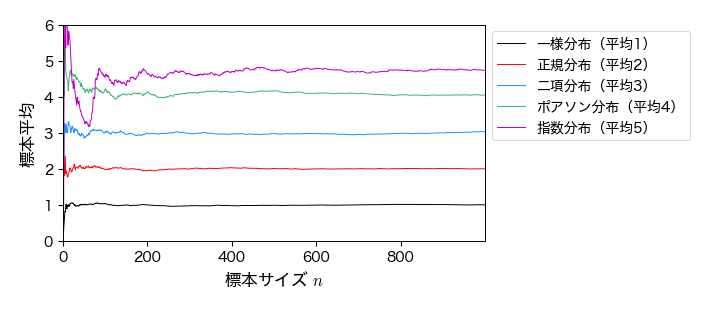 6
5
4
3
2
1
0
標本平均
0
200
400
600
800
標本サイズ n
一様分布（平均1）
正規分布（平均2）
二項分布（平均3）
ポアソン分布（平均4）
指数分布（平均5）